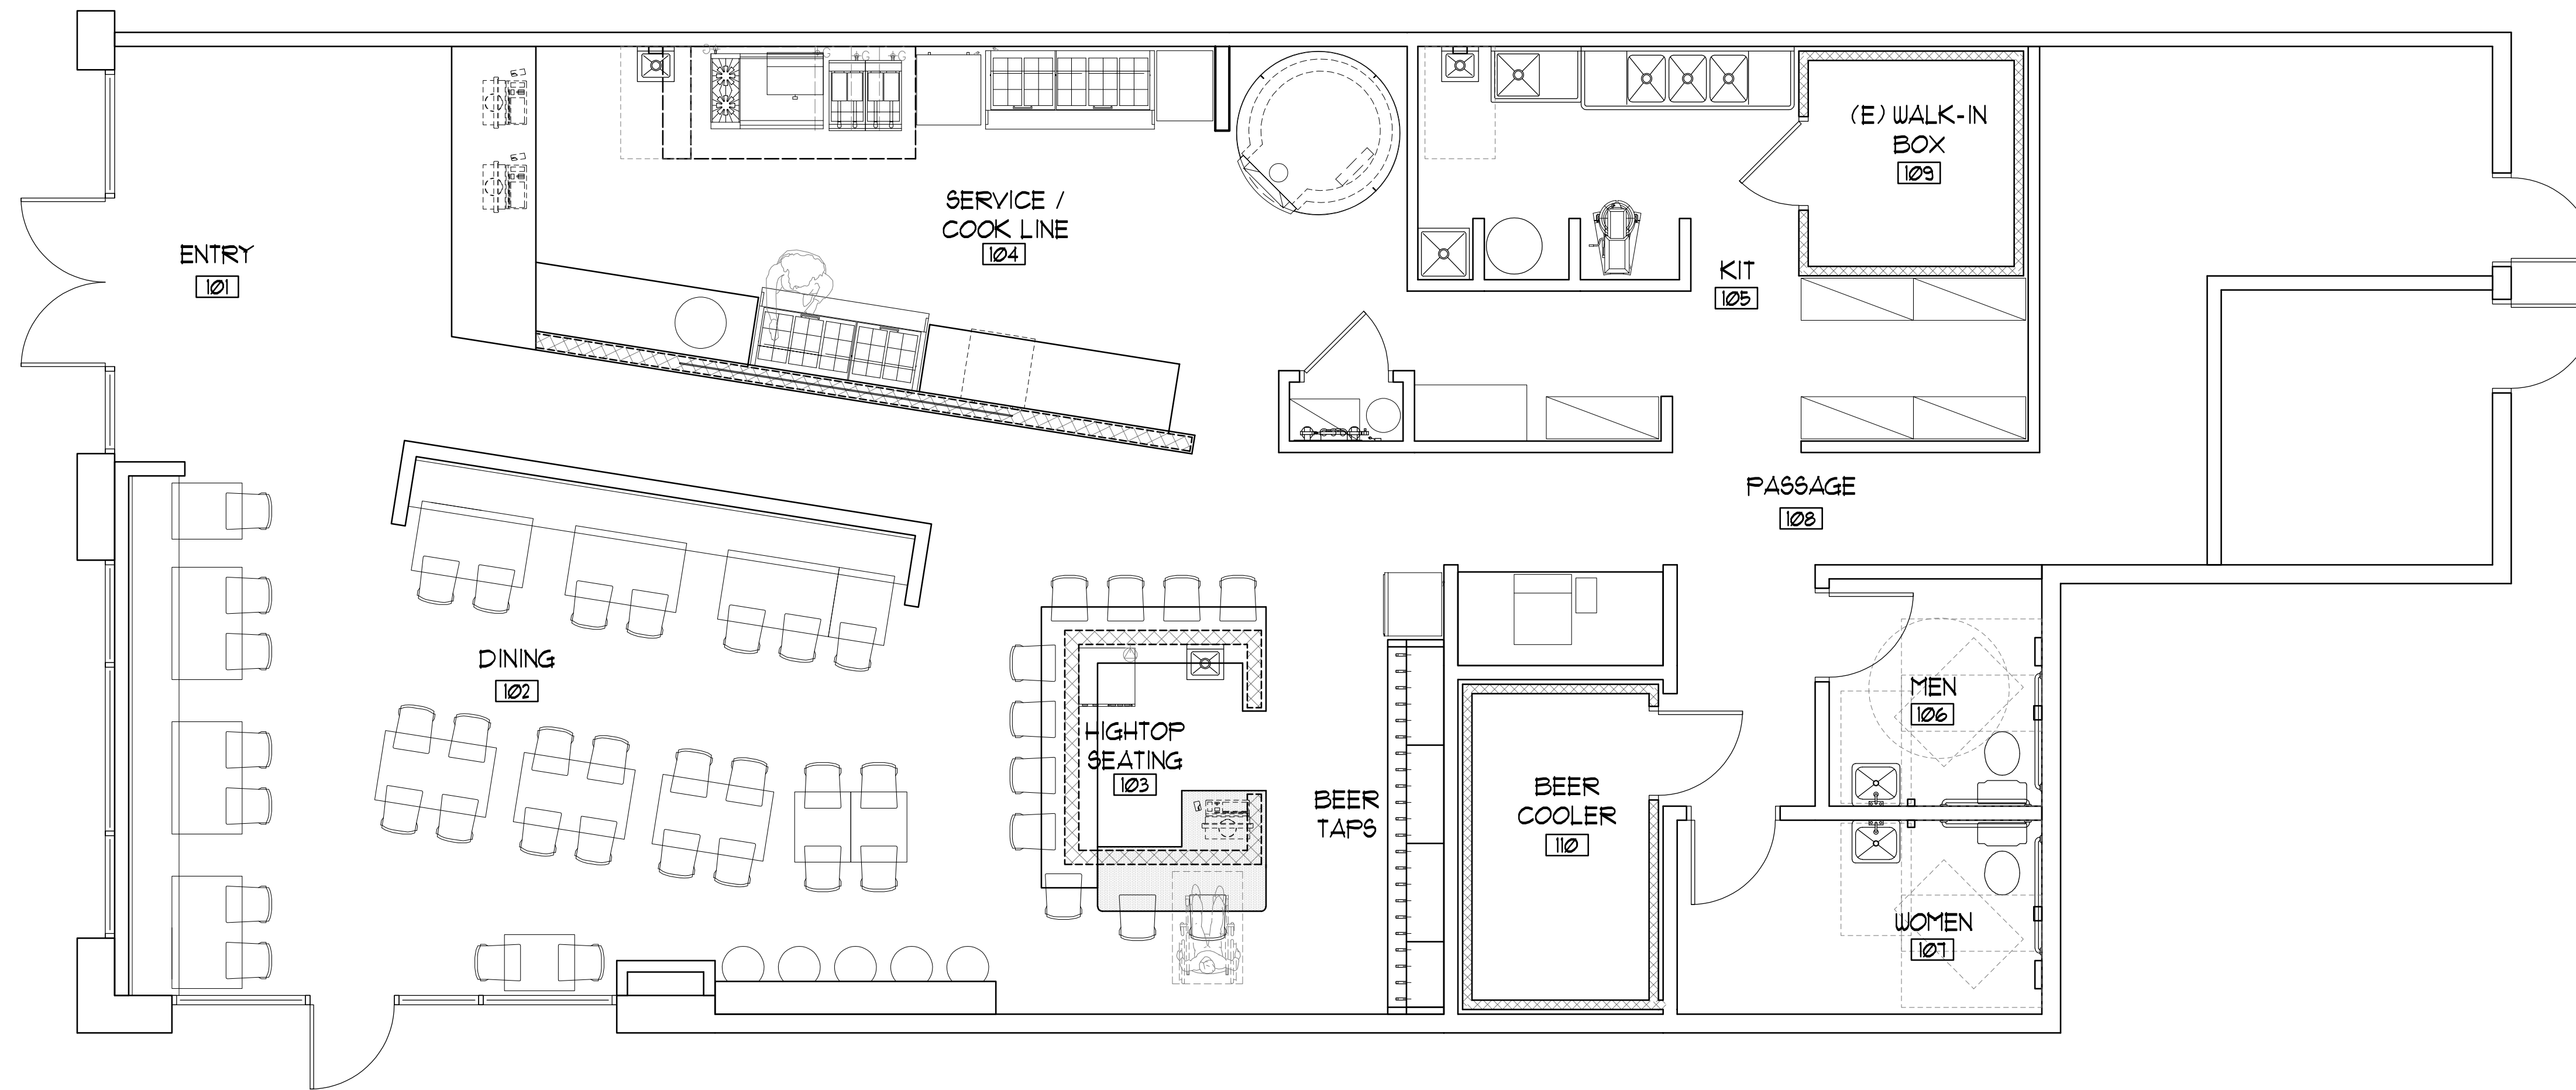 ENTRY
101
SERVICE /
COOK LINE
104
(E) WALK-IN
BOX
109
KIT
105
PASSAGE
108
DINING
102
HIGHTOP
SEATING
103
BEER
TAPS
BEER
COOLER
110
MEN
106
WOMEN
107